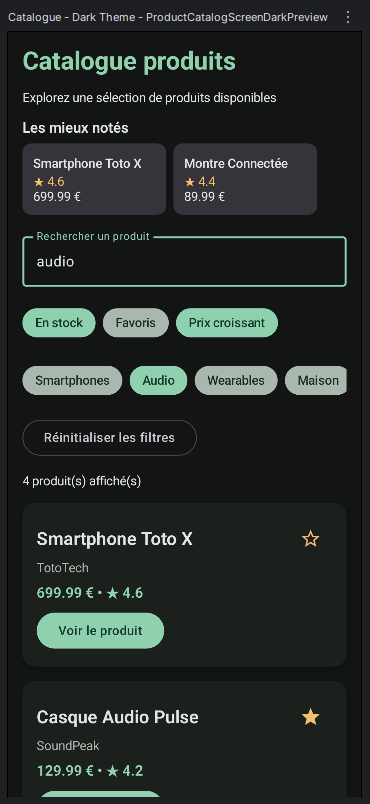 Catalogue - Dark Theme - ProductCatalogScreenDarkPreview
Catalogue produits
Explorez une sélection de produits disponibles
Les mieux notés
Smartphone Toto X
★ 4.6
699.99 €
Montre Connectée
★ 4.4
89.99 €
Rechercher un produit
audio
En stock Favoris Prix croissant
Smartphones Audio Wearables Maison
Réinitialiser les filtres
4 produit(s) affiché(s)
Smartphone Toto X
TotoTech
699.99 € • ★ 4.6
Voir le produit
Casque Audio Pulse
SoundPeak
129.99 € • ★ 4.2